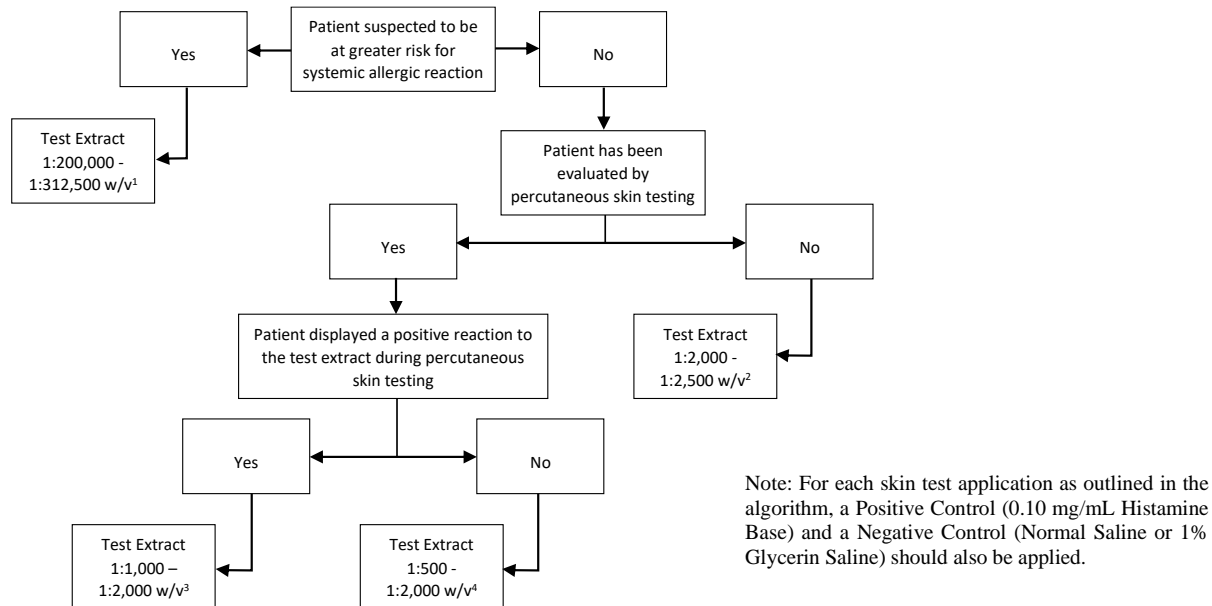 Patient suspected to be
at greater risk for
systemic allergic reaction
Yes
No
Test Extract
1:200,000 -
1:312,500 w/v¹
Patient has been
evaluated by
percutaneous skin testing
Yes
No
Patient displayed a positive reaction to
the test extract during percutaneous
skin testing
Test Extract
1:2,000 -
1:2,500 w/v²
Yes
No
Test Extract
1:1,000 –
1:2,000 w/v³
Test Extract
1:500 -
1:2,000 w/v⁴
Note: For each skin test application as outlined in the
algorithm, a Positive Control (0.10 mg/mL Histamine
Base) and a Negative Control (Normal Saline or 1%
Glycerin Saline) should also be applied.